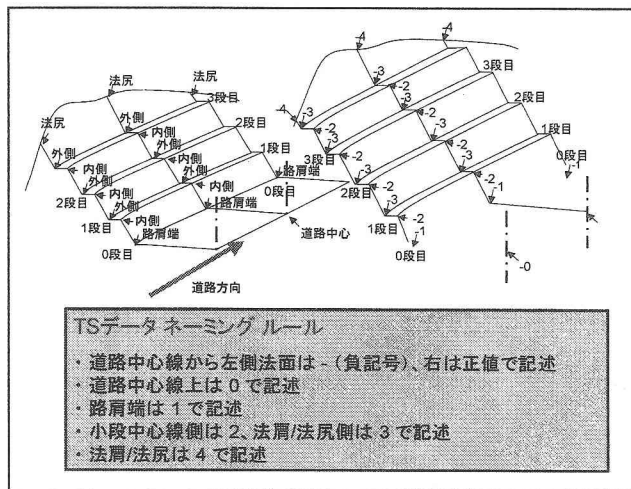 -4
-4
法尻
法尻
3段目
-3
-2
3段目
法尻
外側
内側
2段目
-4
-3
-3
-2
2段目
外側
内側
外側
内側
1段目
-2
-3
-3
-2
1段目
外側
内側
外側
内側
路肩端
3段目
-2
-3
-3
-2
0段目
-1
2段目
外側
内側
0段目
路肩端
2段目
-2
-3
-1
1段目
内側
路肩端
道路中心
1段目
-2
-1
0段目
0段目
-0
道路方向
TSデータ ネーミング ルール
・ 道路中心線から左側法面は - （負記号）、右は正値で記述
・ 道路中心線上は 0 で記述
・ 路肩端は 1 で記述
・ 小段中心線側は 2、法肩/法尻側は 3 で記述
・ 法肩/法尻は 4 で記述